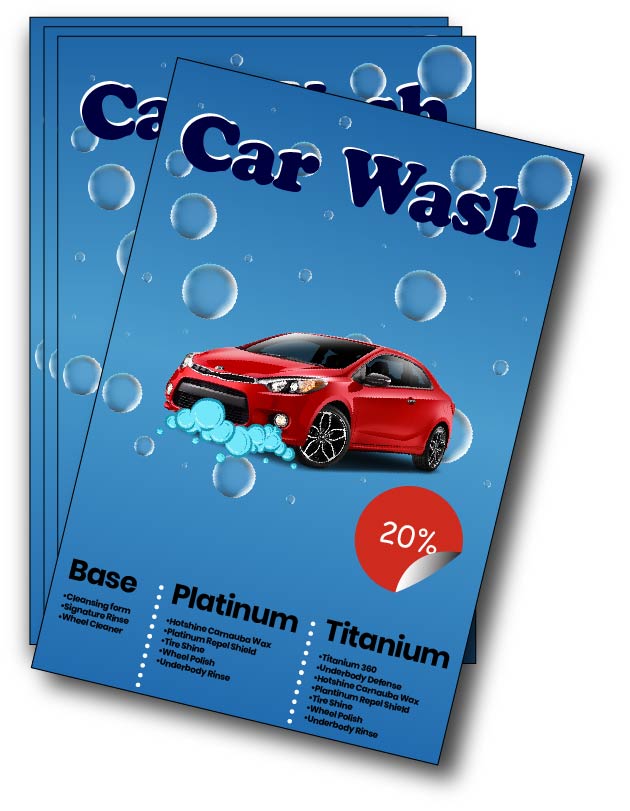 Ca Wash
Car Wash
20%
Base
•Cleansing form
•Signature Rinse
•Wheel Cleaner
Platinum
•Hotshine Carnauba Wax
•Platinum Repel Shield
•Tire Shine
•Wheel Polish
•Underbody Rinse
Titanium
•Titanium 360
•Underbody Defense
•Hotshine Carnauba Wax
•Plantinum Repel Shield
•Tire Shine
•Wheel Polish
•Underbody Rinse